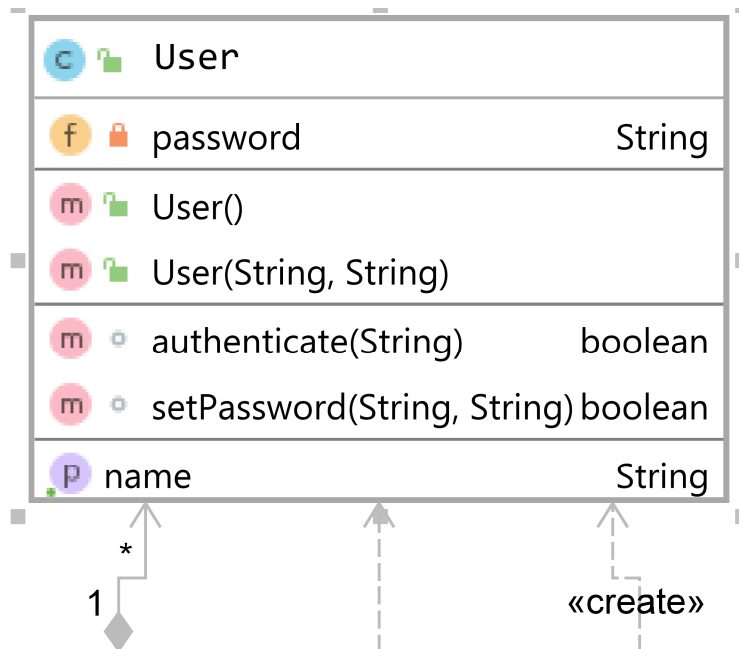 c User
f password String
m User()
m User(String, String)
m authenticate(String) boolean
m setPassword(String, String) boolean
p name String
*
1 «create»